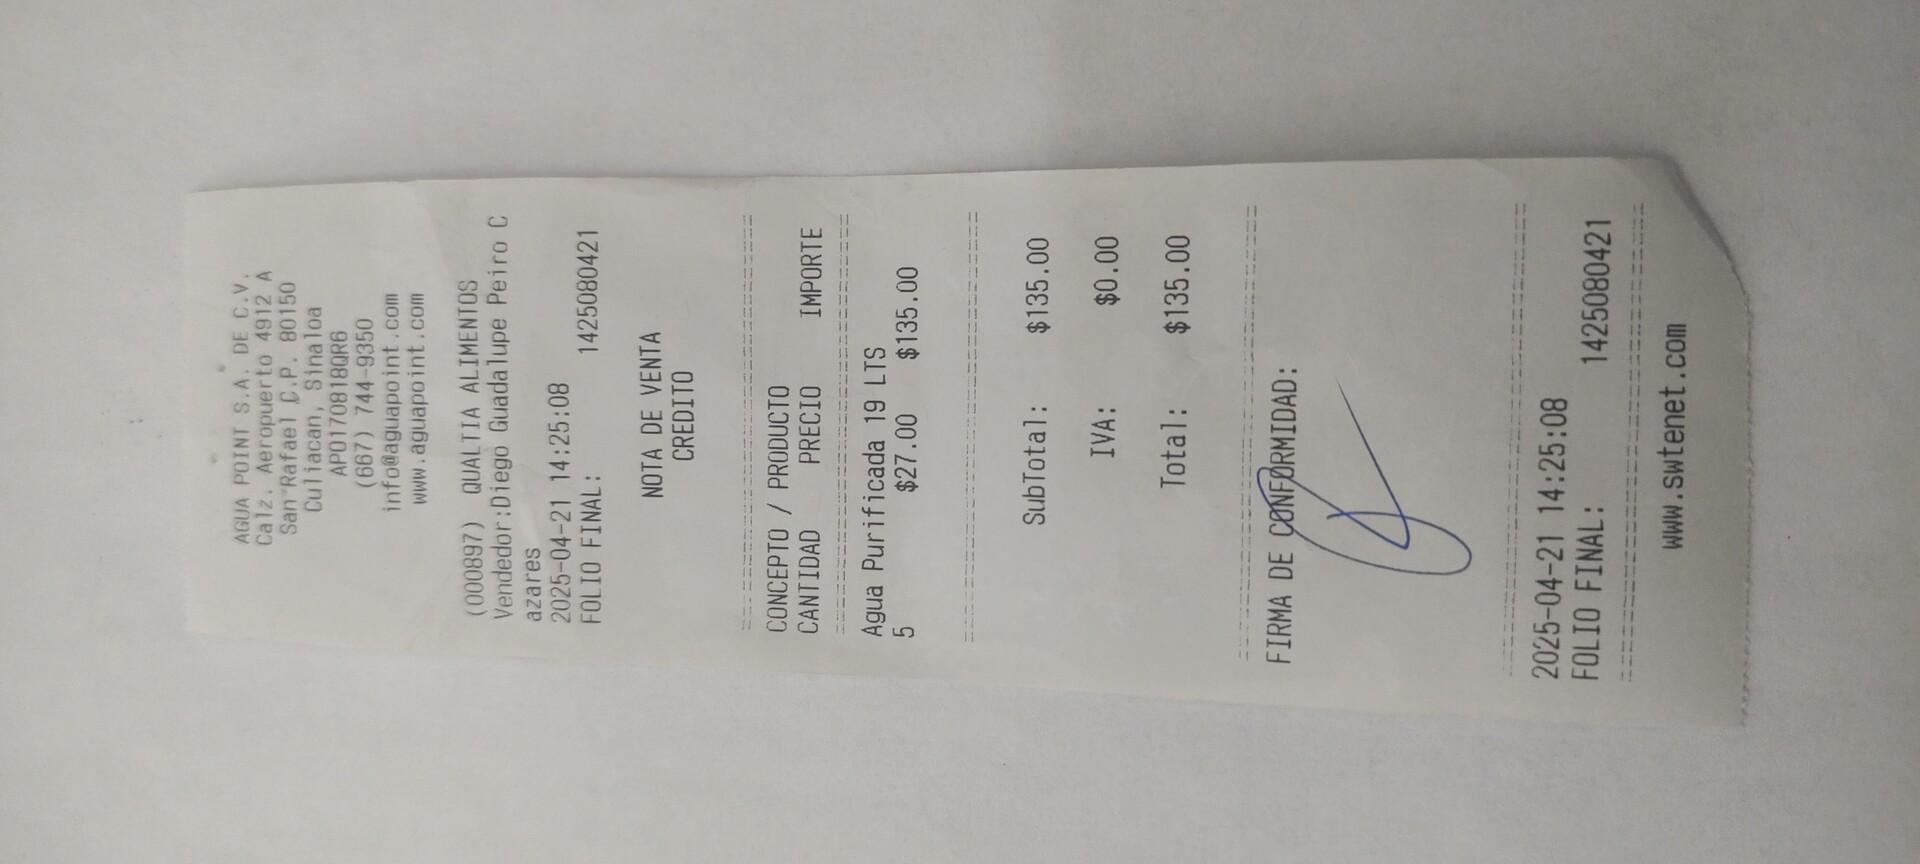 AGUA POINT S.A. DE C.V.
Calz. Aeropuerto 4912 A
San Rafael C.P. 80150
Culiacan, Sinaloa
APO170818QR6
(667) 744-9350
info@aguapoint.com
www.aguapoint.com
(000897) QUALTIA ALIMENTOS
Vendedor:Diego Guadalupe Peiro C
azares
2025-04-21 14:25:08
FOLIO FINAL: 1425080421
NOTA DE VENTA
CREDITO
CONCEPTO / PRODUCTO
CANTIDAD PRECIO IMPORTE
Agua Purificada 19 LTS
5 $27.00 $135.00
SubTotal: $135.00
IVA: $0.00
Total: $135.00
FIRMA DE CONFORMIDAD:
2025-04-21 14:25:08
FOLIO FINAL: 1425080421
www.swtenet.com